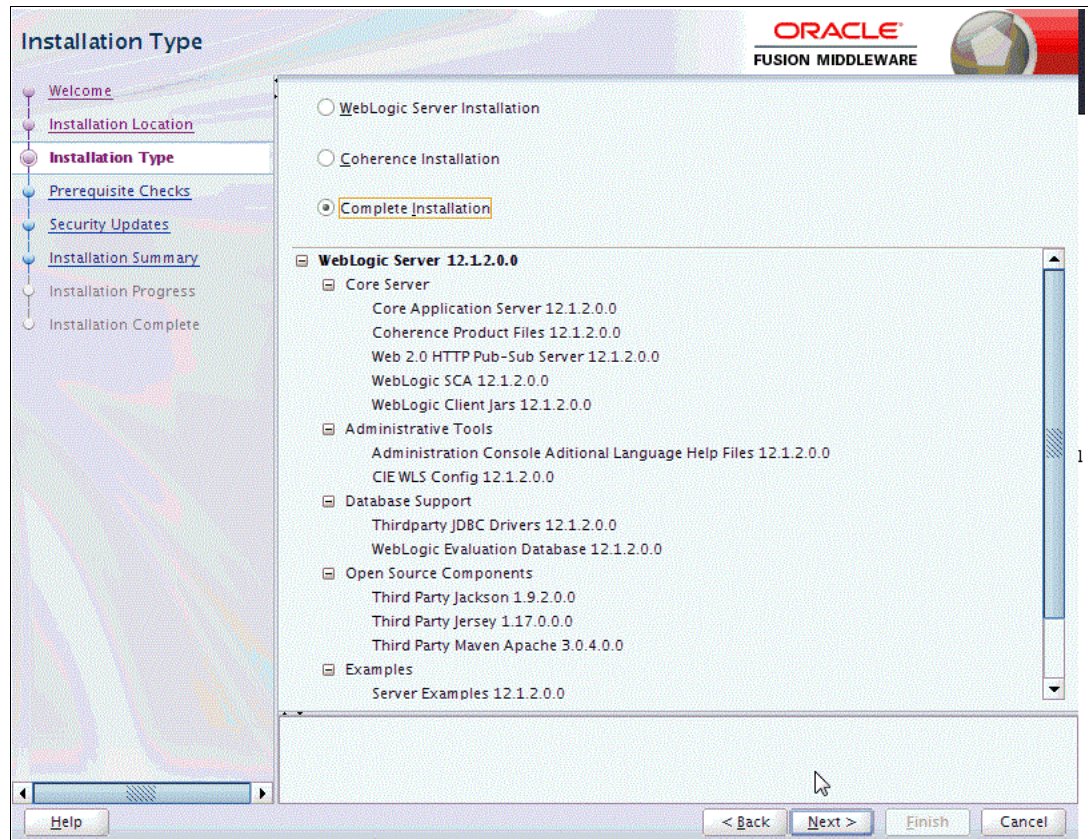 Installation Type
ORACLE
FUSION MIDDLEWARE
Welcome
Installation Location
Installation Type
Prerequisite Checks
Security Updates
Installation Summary
Installation Progress
Installation Complete
WebLogic Server Installation
Coherence Installation
Complete Installation
WebLogic Server 12.1.2.0.0
Core Server
Core Application Server 12.1.2.0.0
Coherence Product Files 12.1.2.0.0
Web 2.0 HTTP Pub-Sub Server 12.1.2.0.0
WebLogic SCA 12.1.2.0.0
WebLogic Client Jars 12.1.2.0.0
Administrative Tools
Administration Console Aditional Language Help Files 12.1.2.0.0
CIE WLS Config 12.1.2.0.0
Database Support
Thirdparty JDBC Drivers 12.1.2.0.0
WebLogic Evaluation Database 12.1.2.0.0
Open Source Components
Third Party Jackson 1.9.2.0.0
Third Party Jersey 1.17.0.0.0
Third Party Maven Apache 3.0.4.0.0
Examples
Server Examples 12.1.2.0.0
Help
< Back
Next >
Finish
Cancel